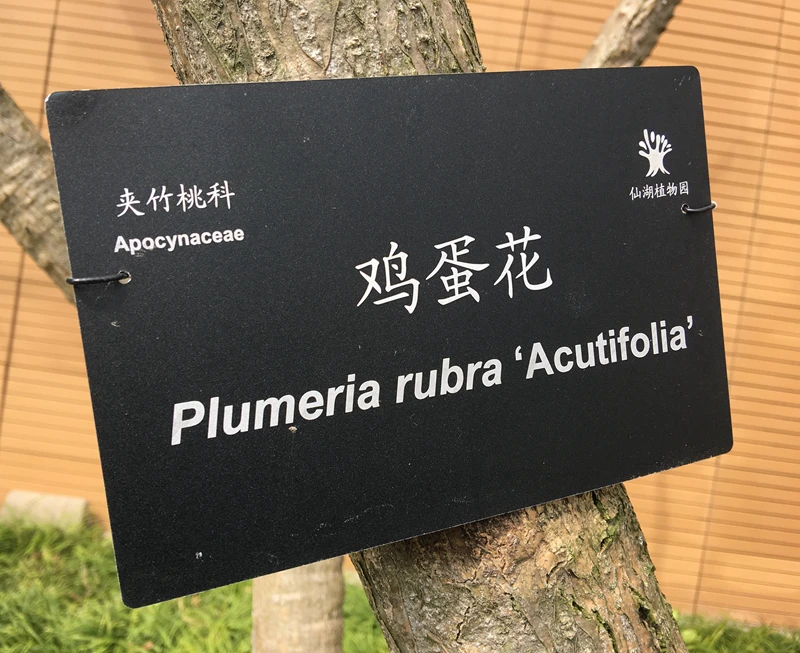 夹竹桃科
Apocynaceae
仙湖植物园
鸡蛋花
Plumeria rubra ‘Acutifolia’